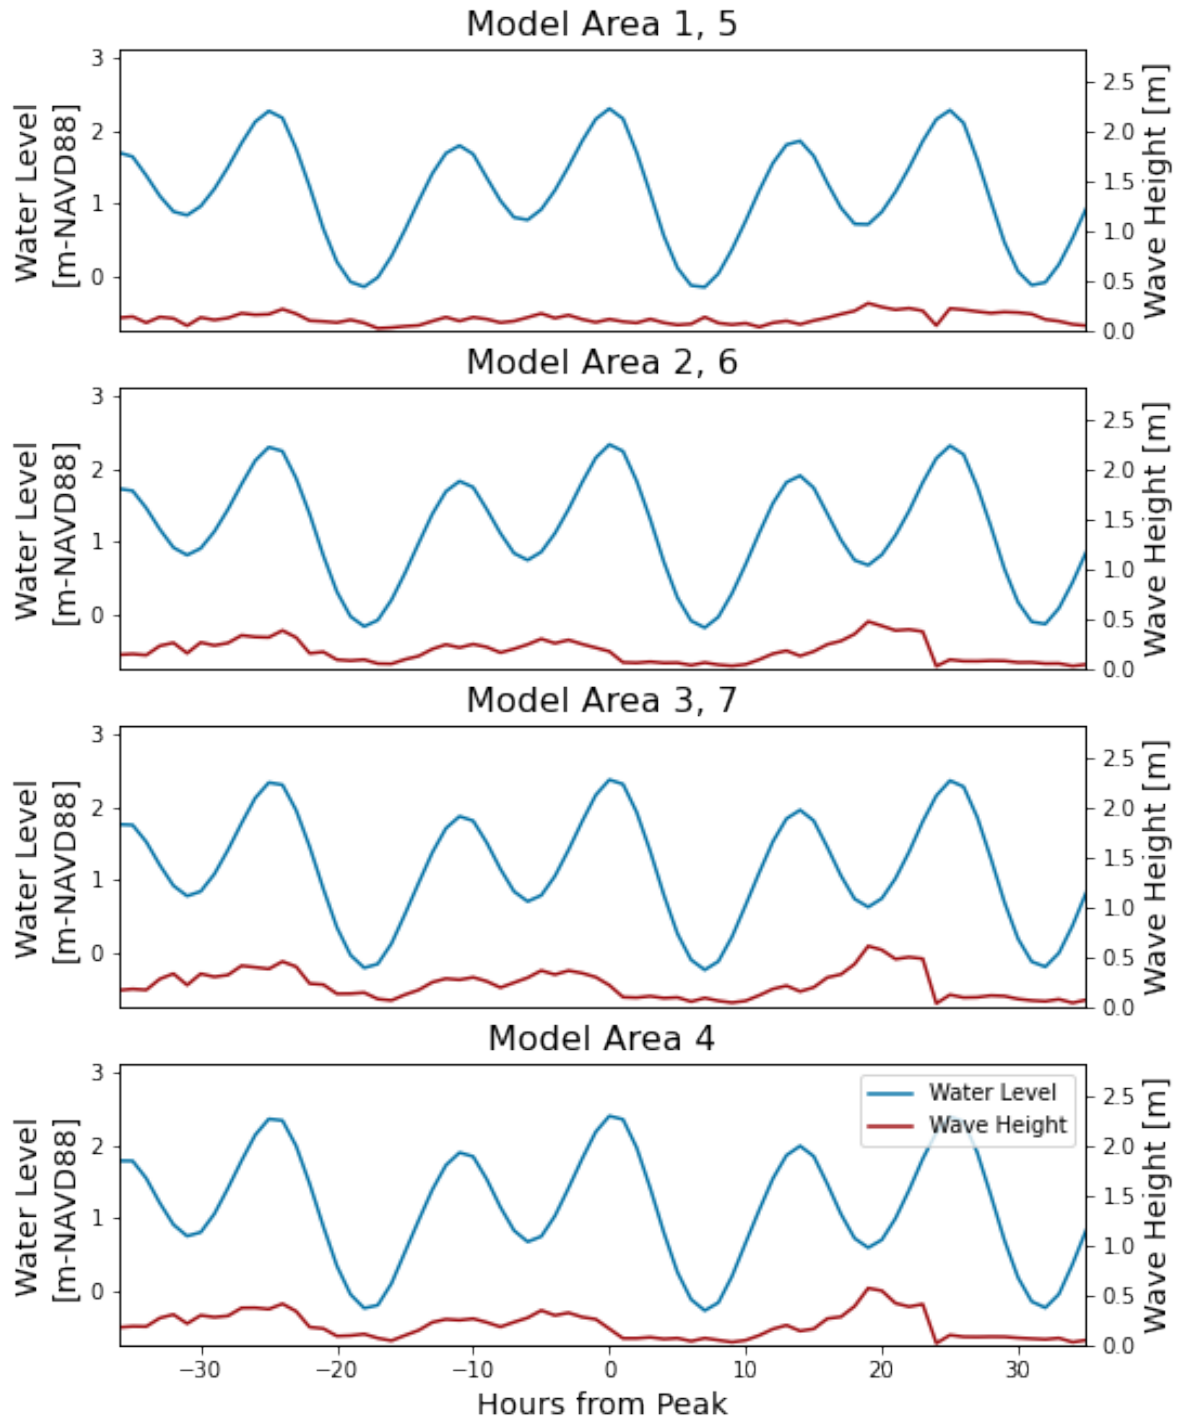 Model Area 1, 5
Water Level
[m-NAVD88]
3
2
1
0
2.5
2.0
1.5
1.0
0.5
0.0
Wave Height [m]
Model Area 2, 6
Water Level
[m-NAVD88]
3
2
1
0
2.5
2.0
1.5
1.0
0.5
0.0
Wave Height [m]
Model Area 3, 7
Water Level
[m-NAVD88]
3
2
1
0
2.5
2.0
1.5
1.0
0.5
0.0
Wave Height [m]
Model Area 4
Water Level
[m-NAVD88]
3
2
1
0
Water Level
Wave Height
2.5
2.0
1.5
1.0
0.5
0.0
Wave Height [m]
−30 −20 −10 0 10 20 30
Hours from Peak